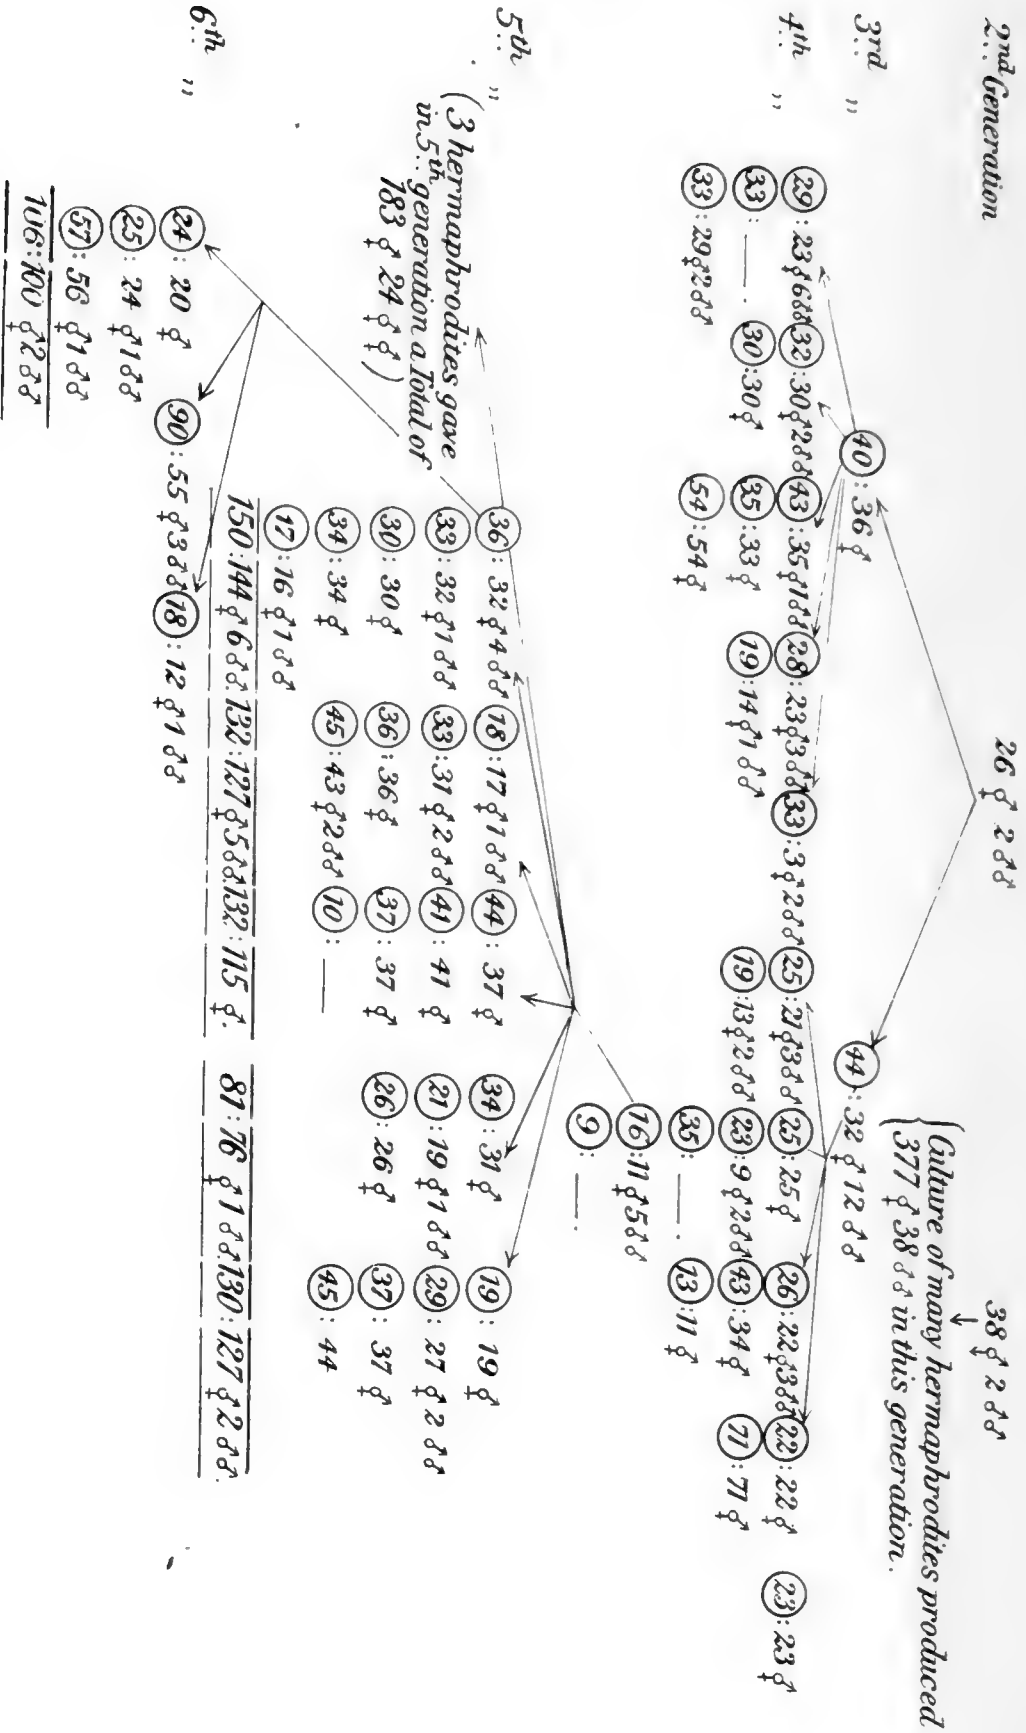 2nd Generation 26 ⚥ 2 ♂♂ 38 ⚥ 2 ♂♂
3rd „ 40 : 36 ⚥ 44 : 32 ⚥ 12 ♂♂
{Culture of many hermaphrodites produced
377 ⚥ 38 ♂♂ in this generation.
4th „ 29 : 23 ⚥ 6 ♂♂ 32 : 30 ⚥ 2 ♂♂ 43 : 35 ⚥ 1 ♂♂ 28 : 23 ⚥ 3 ♂♂ 33 : 3 ⚥ 2 ♂♂ 25 : 21 ⚥ 3 ♂♂ 25 : 25 ⚥ 26 : 22 ⚥ 3 ♂♂ 22 : 22 ⚥ 23 : 23 ⚥
33 : —. 30 : 30 ⚥ 35 : 33 ⚥ 19 : 14 ⚥ 1 ♂♂ 19 : 13 ⚥ 2 ♂♂ 23 : 9 ⚥ 2 ♂♂ 43 : 34 ⚥ 71 : 71 ⚥
33 : 29 ⚥ 2 ♂♂ 54 : 54 ⚥ 35 : —. 13 : 11 ⚥
16 : 11 ⚥ 5 ♂♂
9 : —.
5th „ (3 hermaphrodites gave
in 5th generation a Total of
183 ⚥ 24 ♂♂)
36 : 32 ⚥ 4 ♂♂ 18 : 17 ⚥ 1 ♂♂ 44 : 37 ⚥ 34 : 31 ⚥ 19 : 19 ⚥
33 : 32 ⚥ 1 ♂♂ 33 : 31 ⚥ 2 ♂♂ 41 : 41 ⚥ 21 : 19 ⚥ 1 ♂♂ 29 : 27 ⚥ 2 ♂♂
30 : 30 ⚥ 36 : 36 ⚥ 37 : 37 ⚥ 26 : 26 ⚥ 37 : 37 ⚥
34 : 34 ⚥ 45 : 43 ⚥ 2 ♂♂ 10 : — 45 : 44
17 : 16 ⚥ 1 ♂♂
150 : 144 ⚥ 6 ♂♂. 132 : 127 ⚥ 5 ♂♂. 132 : 115 ⚥. 81 : 76 ⚥ 1 ♂♂. 130 : 127 ⚥ 2 ♂♂.
6th „ 24 : 20 ⚥ 90 : 55 ⚥ 3 ♂♂ 18 : 12 ⚥ 1 ♂♂
25 : 24 ⚥ 1 ♂♂
57 : 56 ⚥ 1 ♂♂
106 : 100 ⚥ 2 ♂♂